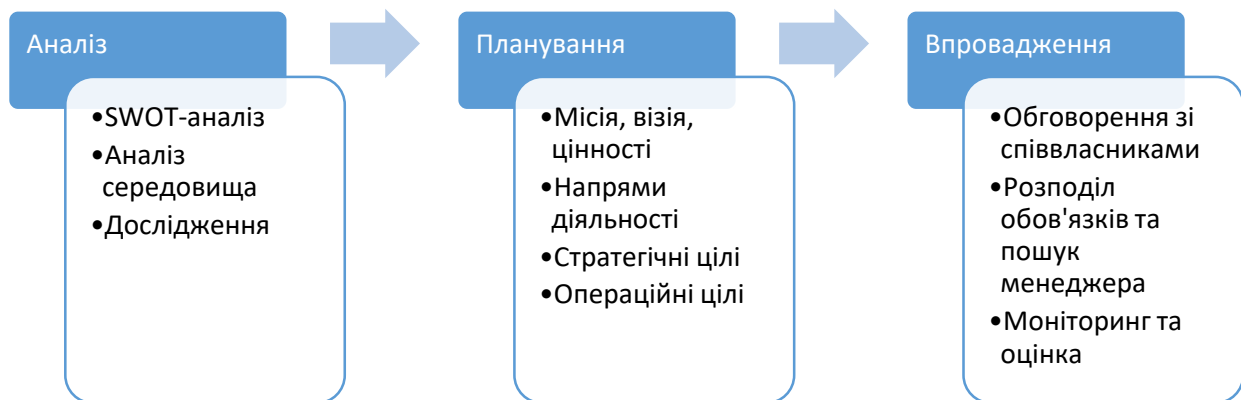 Аналіз
•SWOT-аналіз
•Аналіз
середовища
•Дослідження
Планування
•Місія, візія,
цінності
•Напрями
діяльності
•Стратегічні цілі
•Операційні цілі
Впровадження
•Обговорення зі
співвласниками
•Розподіл
обов'язків та
пошук
менеджера
•Моніторинг та
оцінка